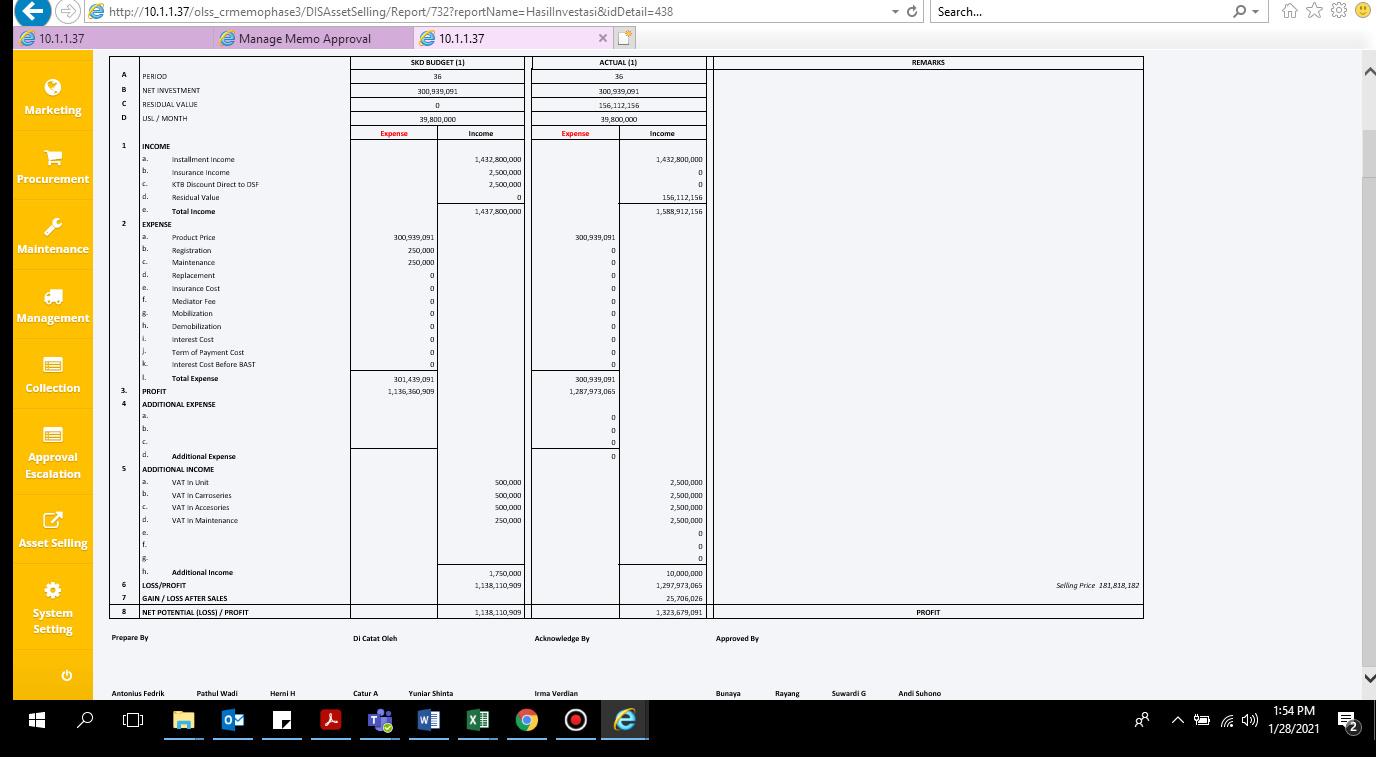 http://10.1.1.37/olss_crmemophase3/DISAssetSelling/Report/732?reportName=HasilInvestasi&idDetail=438
Search...
10.1.1.37
Manage Memo Approval
10.1.1.37
Marketing
Procurement
Maintenance
Management
Collection
Approval
Escalation
Asset Selling
System
Setting
SKD BUDGET (1) ACTUAL (1) REMARKS
A PERIOD 36 36
B NET INVESTMENT 300,939,091 300,939,091
C RESIDUAL VALUE 0 156,112,156
D USL / MONTH 39,800,000 39,800,000
Expense Income Expense Income
1 INCOME
a. Installment Income 1,432,800,000 1,432,800,000
b. Insurance Income 2,500,000 0
c. KTB Discount Direct to DSF 2,500,000 0
d. Residual Value 0 156,112,156
e. Total Income 1,437,800,000 1,588,912,156
2 EXPENSE
a. Product Price 300,939,091 300,939,091
b. Registration 250,000 0
c. Maintenance 250,000 0
d. Replacement 0 0
e. Insurance Cost 0 0
f. Mediator Fee 0 0
g. Mobilization 0 0
h. Demobilization 0 0
i. Interest Cost 0 0
j. Term of Payment Cost 0 0
k. Interest Cost Before BAST 0 0
l. Total Expense 301,439,091 300,939,091
3. PROFIT 1,136,360,909 1,287,973,065
4 ADDITIONAL EXPENSE
a. 0
b. 0
c. 0
d. Additional Expense 0
5 ADDITIONAL INCOME
a. VAT In Unit 500,000 2,500,000
b. VAT In Carroseries 500,000 2,500,000
c. VAT In Accesories 500,000 2,500,000
d. VAT In Maintenance 250,000 2,500,000
e. 0
f. 0
g. 0
h. Additional Income 1,750,000 10,000,000
6 LOSS/PROFIT 1,138,110,909 1,297,973,065 Selling Price 181,818,182
7 GAIN / LOSS AFTER SALES 25,706,026
8 NET POTENTIAL (LOSS) / PROFIT 1,138,110,909 1,323,679,091 PROFIT
Prepare By Di Catat Oleh Acknowledge By Approved By
Antonius Fedrik Pathul Wadi Herni H Catur A Yuniar Shinta Irma Verdian Bunaya Rayang Suwardi G Andi Suhono
1:54 PM
1/28/2021
2